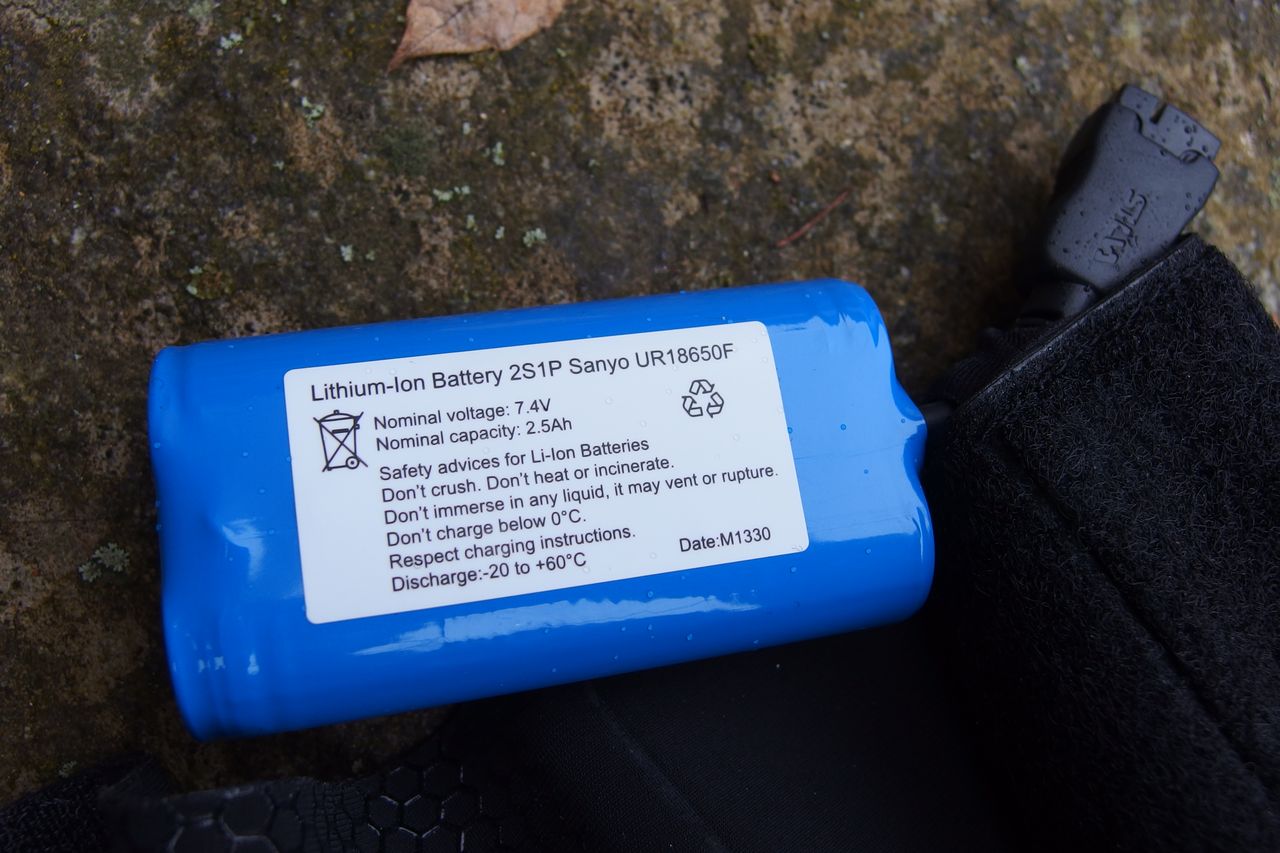 Lithium-Ion Battery 2S1P Sanyo UR18650F
Nominal voltage: 7.4V
Nominal capacity: 2.5Ah
Safety advices for Li-Ion Batteries
Don't crush. Don't heat or incinerate.
Don't immerse in any liquid, it may vent or rupture.
Don't charge below 0°C.
Respect charging instructions.
Discharge:-20 to +60°C
Date:M1330